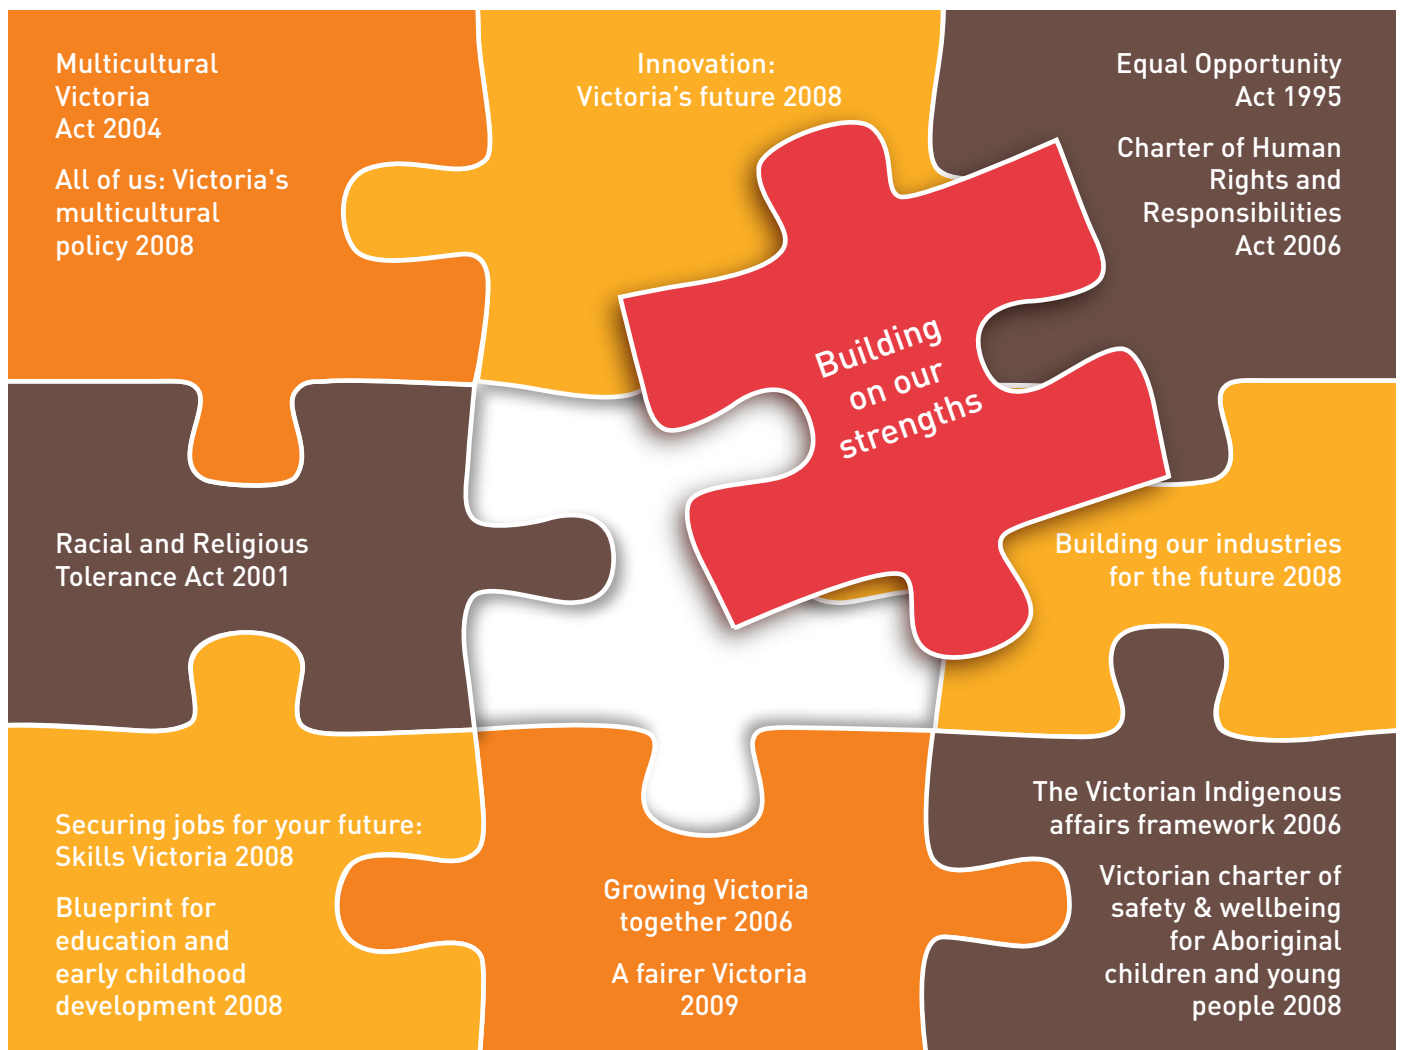 Multicultural
Victoria
Act 2004
All of us: Victoria's
multicultural
policy 2008
Innovation:
Victoria’s future 2008
Equal Opportunity
Act 1995
Charter of Human
Rights and
Responsibilities
Act 2006
Building
on our
strengths
Racial and Religious
Tolerance Act 2001
Building our industries
for the future 2008
Securing jobs for your future:
Skills Victoria 2008
Blueprint for
education and
early childhood
development 2008
Growing Victoria
together 2006
A fairer Victoria
2009
The Victorian Indigenous
affairs framework 2006
Victorian charter of
safety & wellbeing
for Aboriginal
children and young
people 2008